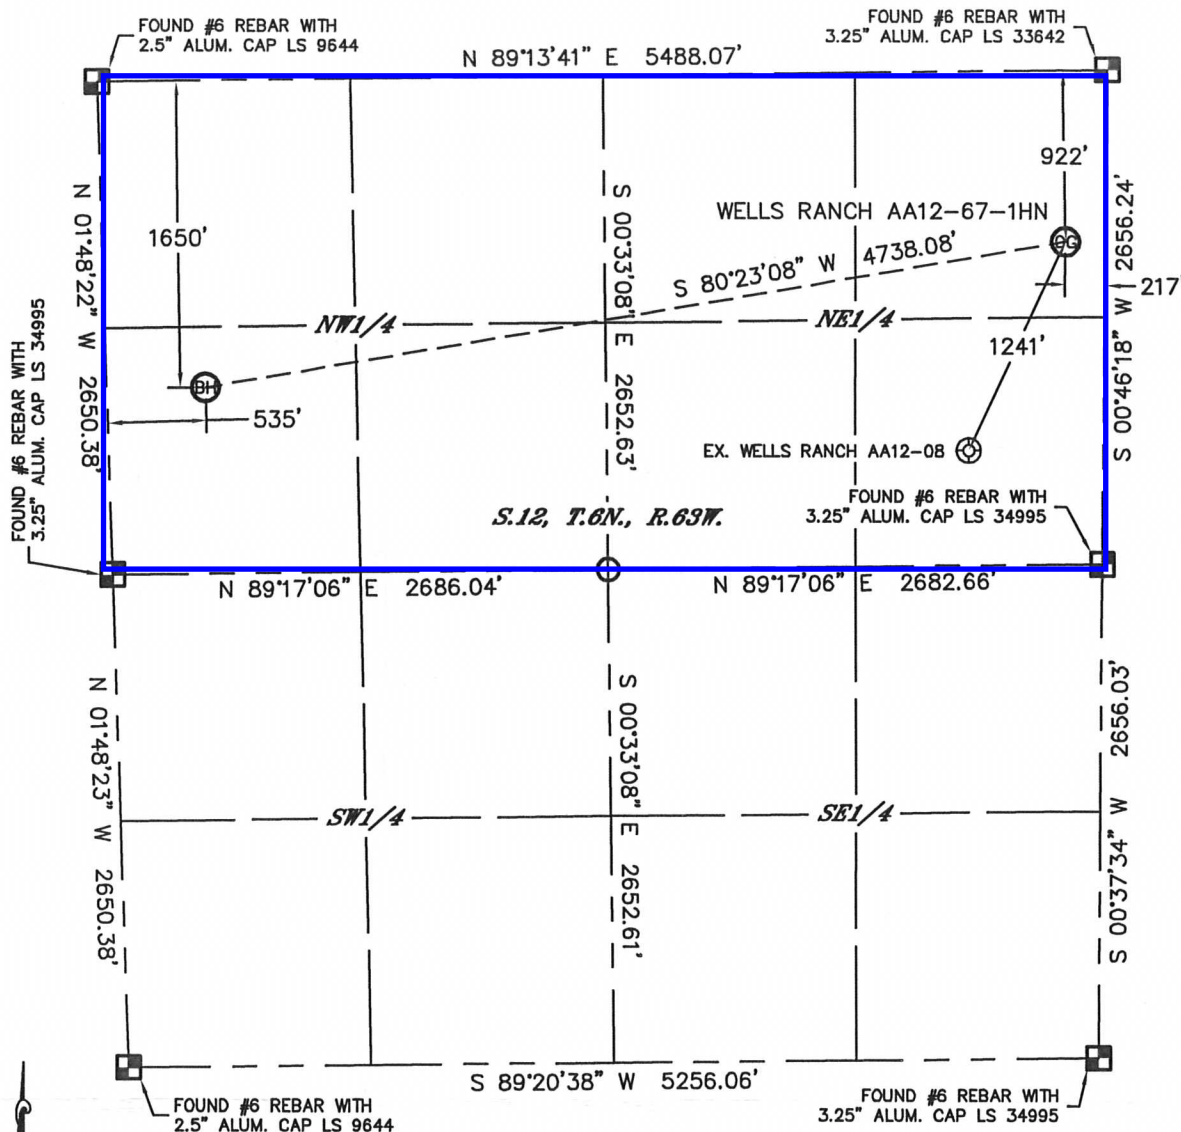 FOUND #6 REBAR WITH
2.5" ALUM. CAP LS 9644
FOUND #6 REBAR WITH
3.25" ALUM. CAP LS 33642
N 89°13'41" E 5488.07'
922'
1650'
N 01°48'22" W 2650.38'
S 00°33'08" E 2652.63'
WELLS RANCH AA12-67-1HN
S 80°23'08" W 4738.08'
S 00°46'18" W 2656.24'
217'
NW1/4
NE1/4
1241'
BH
535'
EX. WELLS RANCH AA12-08
FOUND #6 REBAR WITH
3.25" ALUM. CAP LS 34995
FOUND #6 REBAR WITH
3.25" ALUM. CAP LS 34995
S.12, T.6N., R.63W.
N 89°17'06" E 2686.04'
N 89°17'06" E 2682.66'
N 01°48'23" W 2650.38'
S 00°33'08" E 2652.61'
S 00°37'34" W 2656.03'
SW1/4
SE1/4
S 89°20'38" W 5256.06'
FOUND #6 REBAR WITH
2.5" ALUM. CAP LS 9644
FOUND #6 REBAR WITH
3.25" ALUM. CAP LS 34995